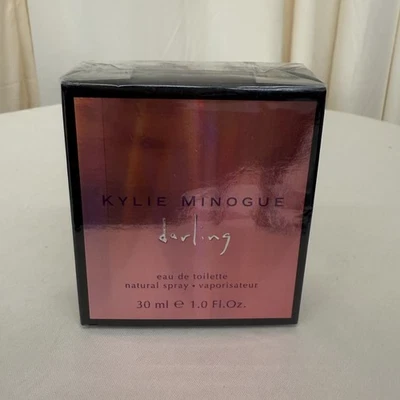 KYLIE MINOGUE
darling
eau de toilette
natural spray • vaporisateur
30 ml ℮ 1.0 Fl.Oz.